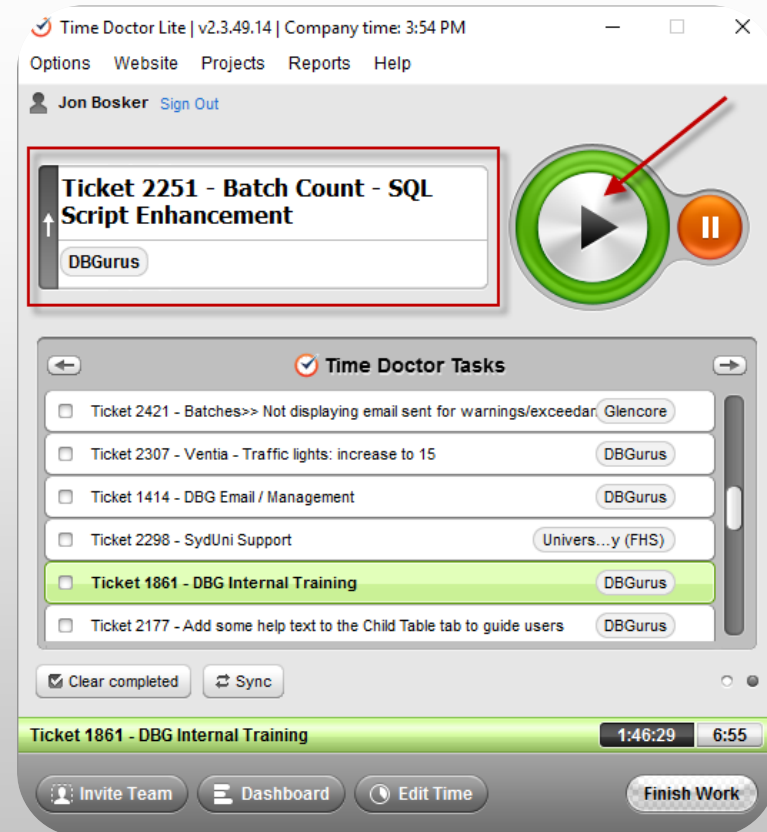 Time Doctor Lite | v2.3.49.14 | Company time: 3:54 PM
Options Website Projects Reports Help
Jon Bosker Sign Out
Ticket 2251 - Batch Count - SQL
Script Enhancement
DBGurus
Time Doctor Tasks
Ticket 2421 - Batches>> Not displaying email sent for warnings/exceedan Glencore
Ticket 2307 - Ventia - Traffic lights: increase to 15 DBGurus
Ticket 1414 - DBG Email / Management DBGurus
Ticket 2298 - SydUni Support Univers...y (FHS)
Ticket 1861 - DBG Internal Training DBGurus
Ticket 2177 - Add some help text to the Child Table tab to guide users DBGurus
Clear completed Sync
Ticket 1861 - DBG Internal Training 1:46:29 6:55
Invite Team Dashboard Edit Time Finish Work